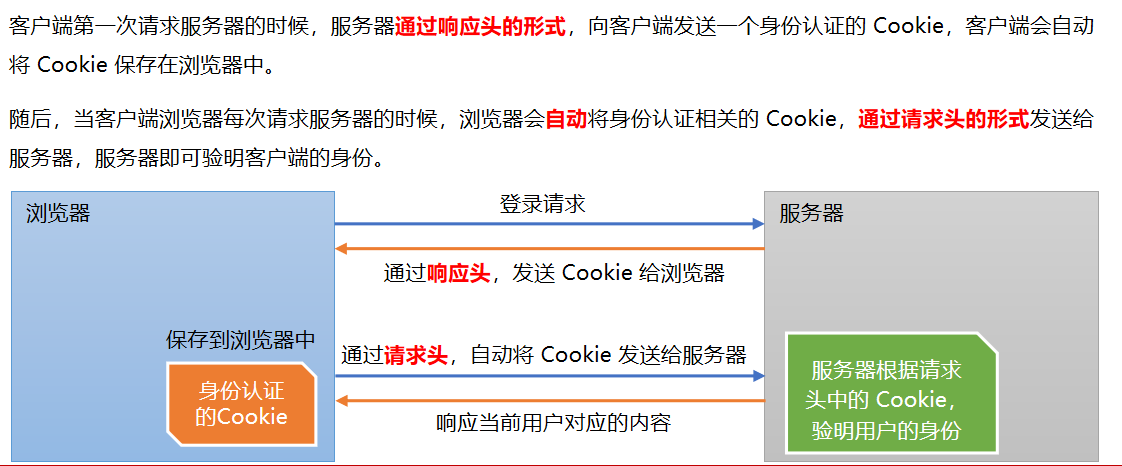 客户端第一次请求服务器的时候，服务器通过响应头的形式，向客户端发送一个身份认证的 Cookie，客户端会自动
将 Cookie 保存在浏览器中。
随后，当客户端浏览器每次请求服务器的时候，浏览器会自动将身份认证相关的 Cookie，通过请求头的形式发送给
服务器，服务器即可验明客户端的身份。
浏览器
登录请求
服务器
通过响应头，发送 Cookie 给浏览器
保存到浏览器中
身份认证
的Cookie
通过请求头，自动将 Cookie 发送给服务器
响应当前用户对应的内容
服务器根据请求
头中的 Cookie，
验明用户的身份